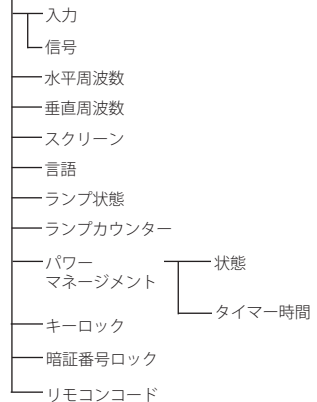 入力
信号
水平周波数
垂直周波数
スクリーン
言語
ランプ状態
ランプカウンター
パワー
マネージメント
状態
タイマー時間
キーロック
暗証番号ロック
リモコンコード